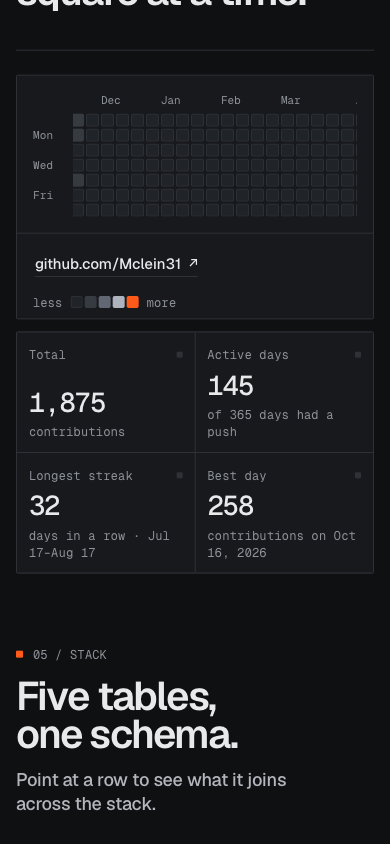 square at a time.
Dec Jan Feb Mar
Mon
Wed
Fri
github.com/Mclein31 ↗
less more
Total
1,875
contributions
Active days
145
of 365 days had a
push
Longest streak
32
days in a row · Jul
17–Aug 17
Best day
258
contributions on Oct
16, 2026
05 / STACK
Five tables,
one schema.
Point at a row to see what it joins
across the stack.